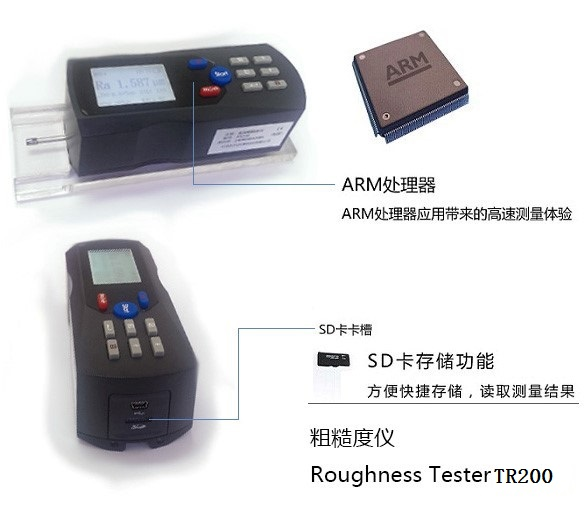 Ra 1.587µm
Start
ARM
ARM处理器
ARM处理器应用带来的高速测量体验
SD卡卡槽
SD卡存储功能
方便快捷存储，读取测量结果
粗糙度仪
Roughness Tester TR200